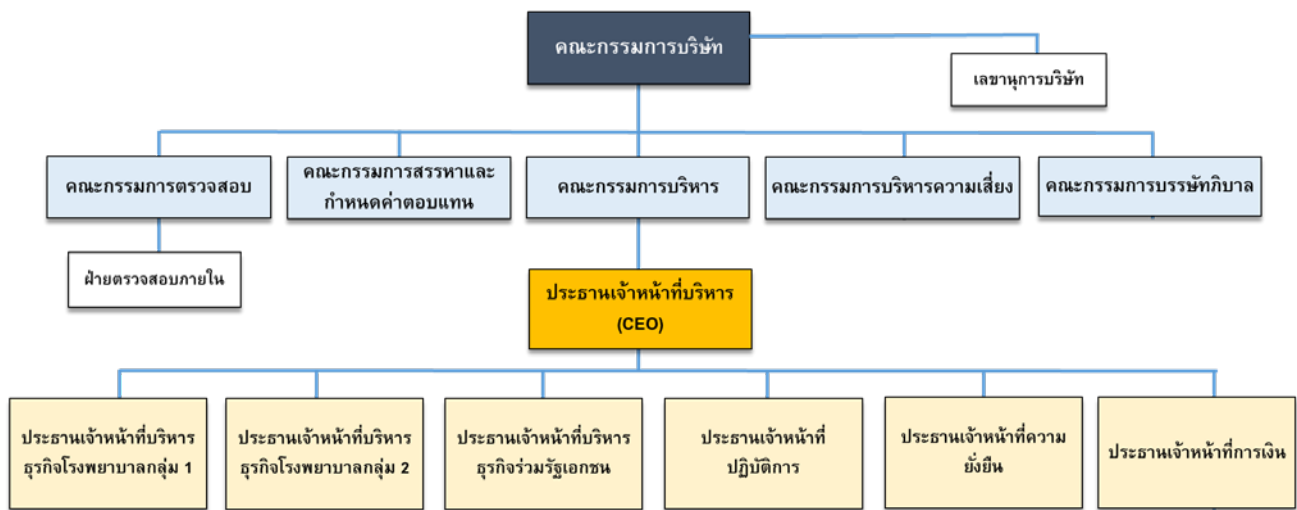 คณะกรรมการบริษัท
เลขานุการบริษัท
คณะกรรมการตรวจสอบ
คณะกรรมการสรรหาและ
กำหนดค่าตอบแทน
คณะกรรมการบริหาร
คณะกรรมการบริหารความเสี่ยง
คณะกรรมการบรรษัทภิบาล
ฝ่ายตรวจสอบภายใน
ประธานเจ้าหน้าที่บริหาร
(CEO)
ประธานเจ้าหน้าที่บริหาร
ธุรกิจโรงพยาบาลกลุ่ม 1
ประธานเจ้าหน้าที่บริหาร
ธุรกิจโรงพยาบาลกลุ่ม 2
ประธานเจ้าหน้าที่บริหาร
ธุรกิจร่วมรัฐเอกชน
ประธานเจ้าหน้าที่
ปฏิบัติการ
ประธานเจ้าหน้าที่ความ
ยั่งยืน
ประธานเจ้าหน้าที่การเงิน